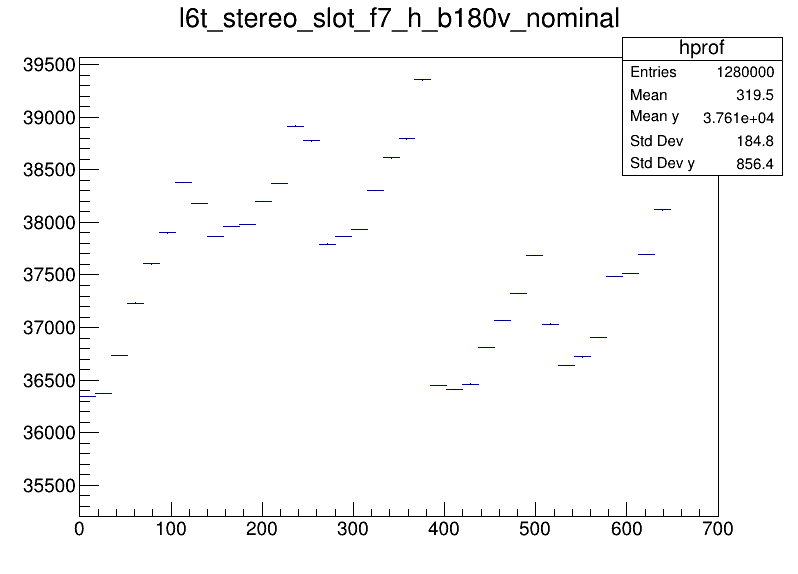 l6t_stereo_slot_f7_h_b180v_nominal
hprof
Entries 1280000
Mean 319.5
Mean y 3.761e+04
Std Dev 184.8
Std Dev y 856.4
39500
39000
38500
38000
37500
37000
36500
36000
35500
0 100 200 300 400 500 600 700